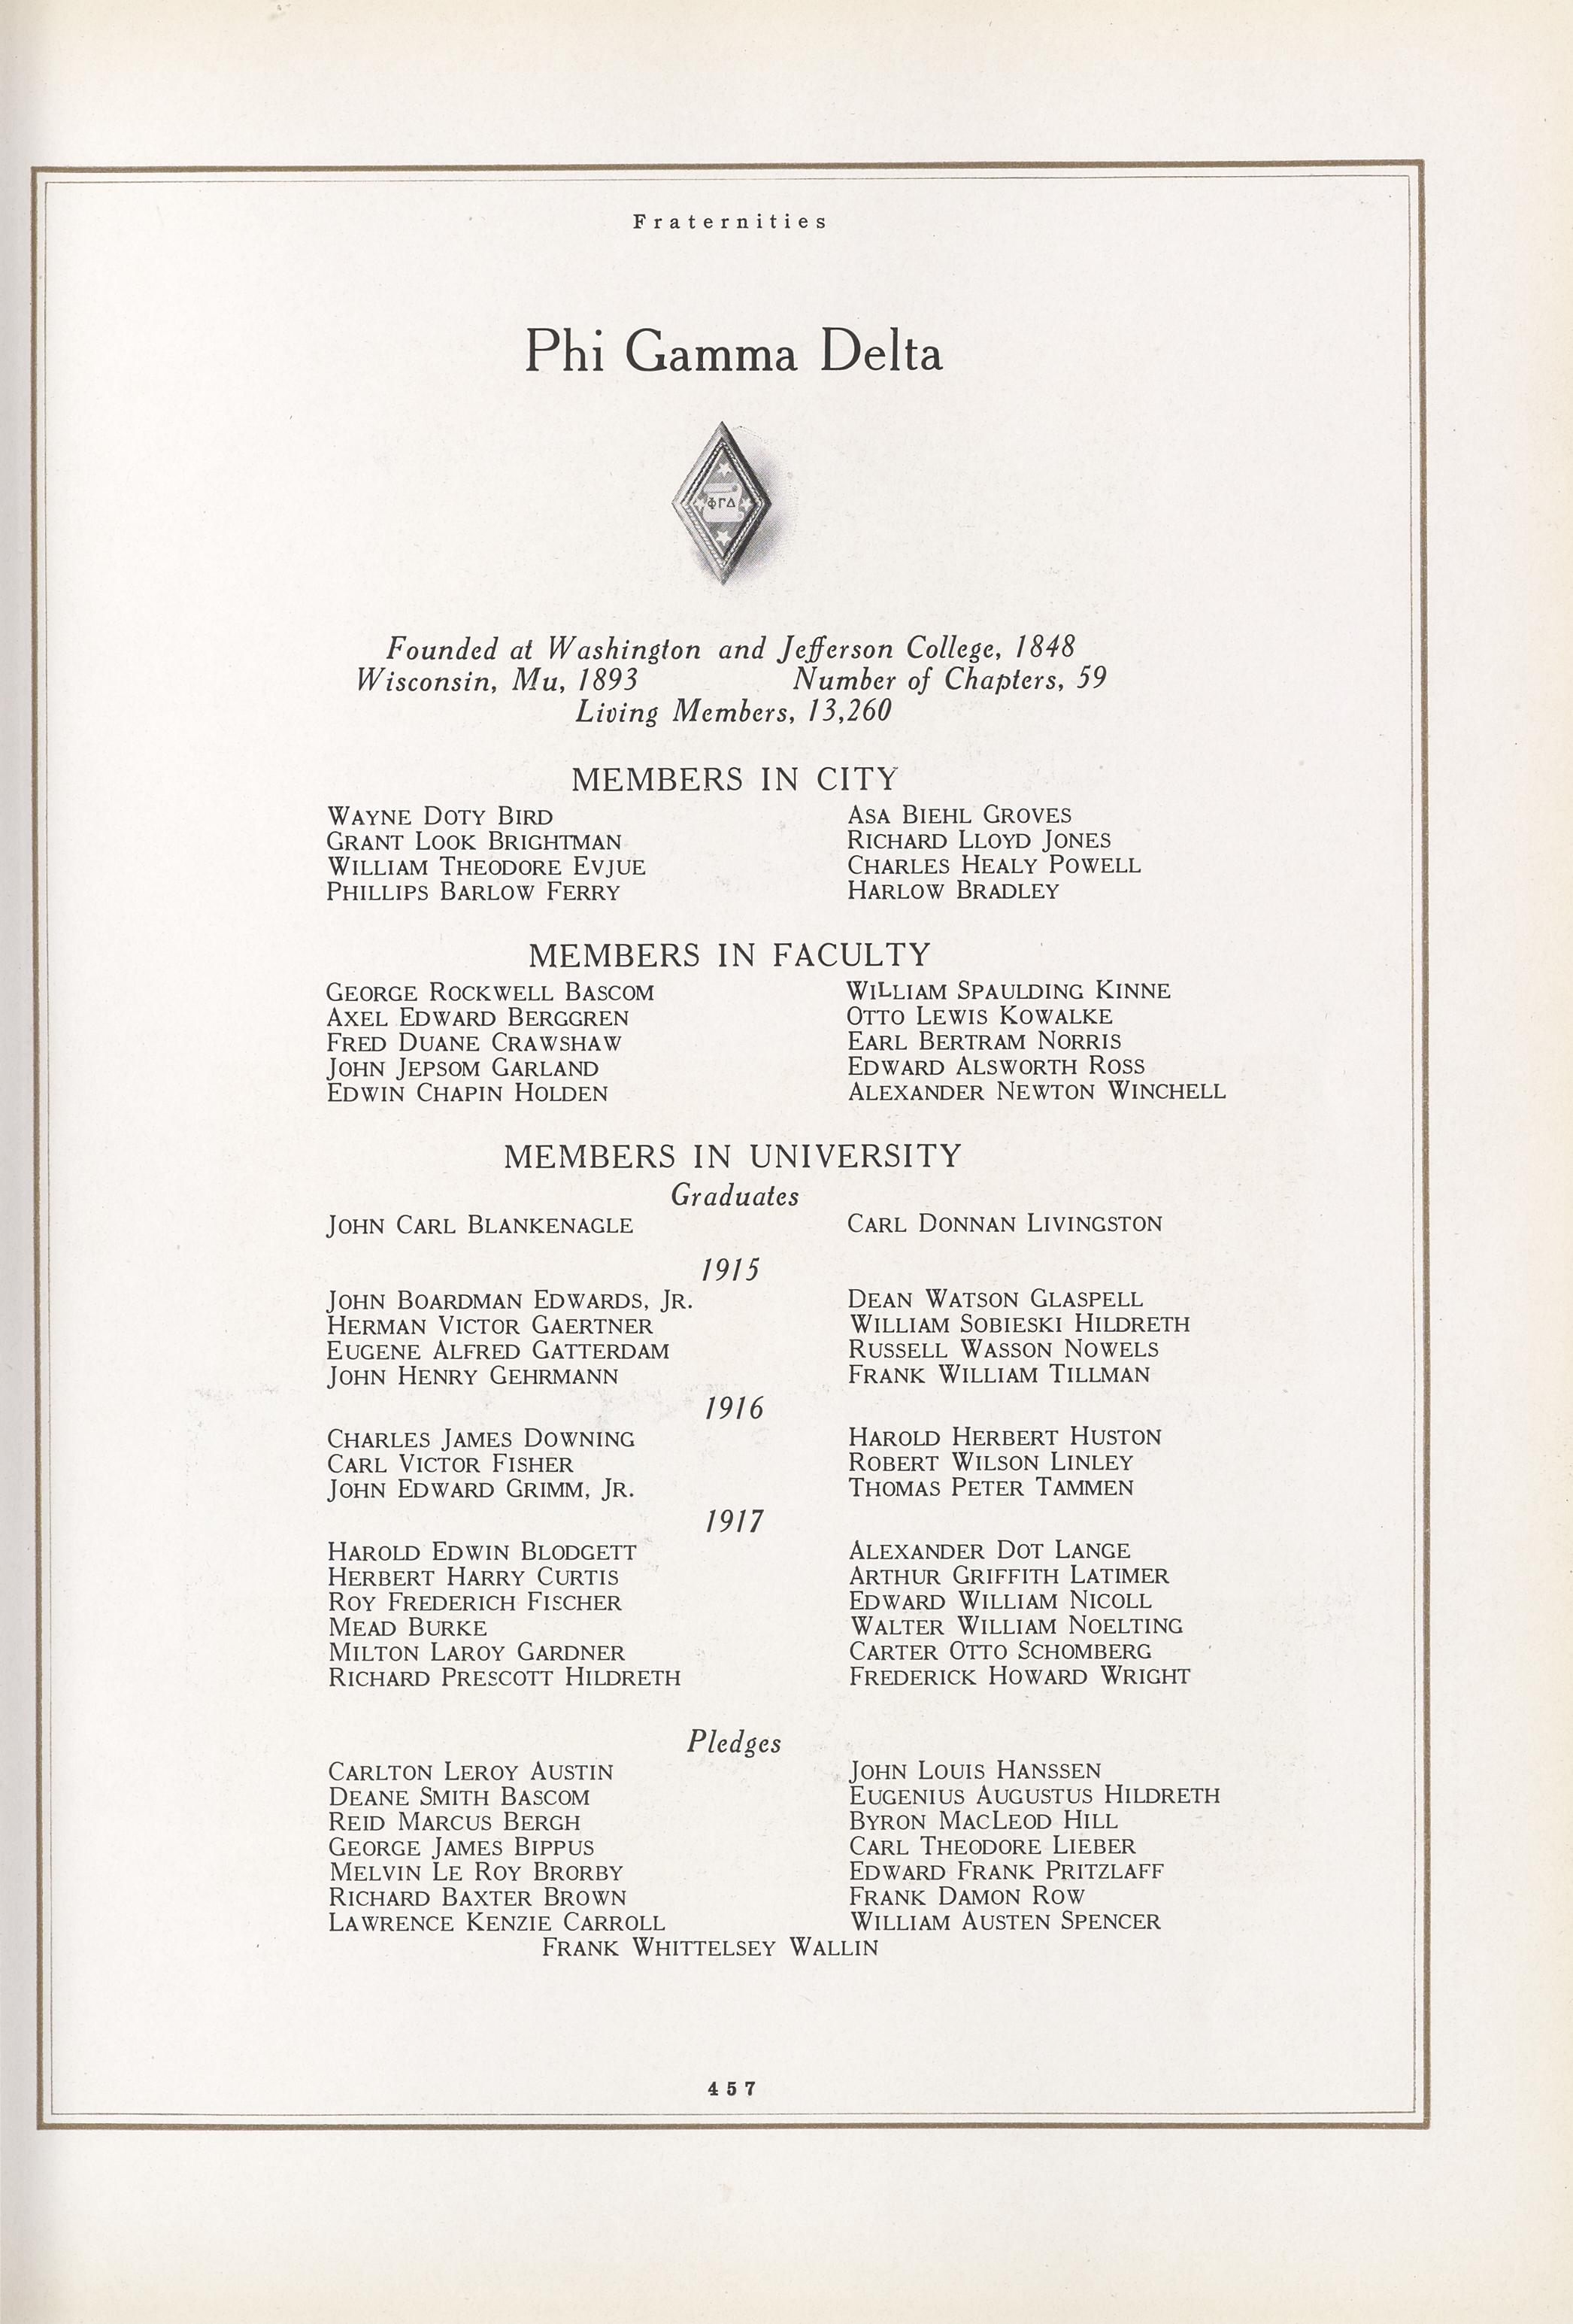 Fraternities
Phi Gamma Delta
ΦΓΔ
Founded at Washington and Jefferson College, 1848
Wisconsin, Mu, 1893 Number of Chapters, 59
Living Members, 13,260
MEMBERS IN CITY
WAYNE DOTY BIRD
GRANT LOOK BRIGHTMAN
WILLIAM THEODORE EVJUE
PHILLIPS BARLOW FERRY
ASA BIEHL GROVES
RICHARD LLOYD JONES
CHARLES HEALY POWELL
HARLOW BRADLEY
MEMBERS IN FACULTY
GEORGE ROCKWELL BASCOM
AXEL EDWARD BERGGREN
FRED DUANE CRAWSHAW
JOHN JEPSOM GARLAND
EDWIN CHAPIN HOLDEN
WILLIAM SPAULDING KINNE
OTTO LEWIS KOWALKE
EARL BERTRAM NORRIS
EDWARD ALSWORTH ROSS
ALEXANDER NEWTON WINCHELL
MEMBERS IN UNIVERSITY
Graduates
JOHN CARL BLANKENAGLE
CARL DONNAN LIVINGSTON
1915
JOHN BOARDMAN EDWARDS, JR.
HERMAN VICTOR GAERTNER
EUGENE ALFRED GATTERDAM
JOHN HENRY GEHRMANN
DEAN WATSON GLASPELL
WILLIAM SOBIESKI HILDRETH
RUSSELL WASSON NOWELS
FRANK WILLIAM TILLMAN
1916
CHARLES JAMES DOWNING
CARL VICTOR FISHER
JOHN EDWARD GRIMM, JR.
HAROLD HERBERT HUSTON
ROBERT WILSON LINLEY
THOMAS PETER TAMMEN
1917
HAROLD EDWIN BLODGETT
HERBERT HARRY CURTIS
ROY FREDERICH FISCHER
MEAD BURKE
MILTON LAROY GARDNER
RICHARD PRESCOTT HILDRETH
ALEXANDER DOT LANGE
ARTHUR GRIFFITH LATIMER
EDWARD WILLIAM NICOLL
WALTER WILLIAM NOELTING
CARTER OTTO SCHOMBERG
FREDERICK HOWARD WRIGHT
Pledges
CARLTON LEROY AUSTIN
DEANE SMITH BASCOM
REID MARCUS BERGH
GEORGE JAMES BIPPUS
MELVIN LE ROY BRORBY
RICHARD BAXTER BROWN
LAWRENCE KENZIE CARROLL
JOHN LOUIS HANSSEN
EUGENIUS AUGUSTUS HILDRETH
BYRON MACLEOD HILL
CARL THEODORE LIEBER
EDWARD FRANK PRITZLAFF
FRANK DAMON ROW
WILLIAM AUSTEN SPENCER
FRANK WHITTELSEY WALLIN
457